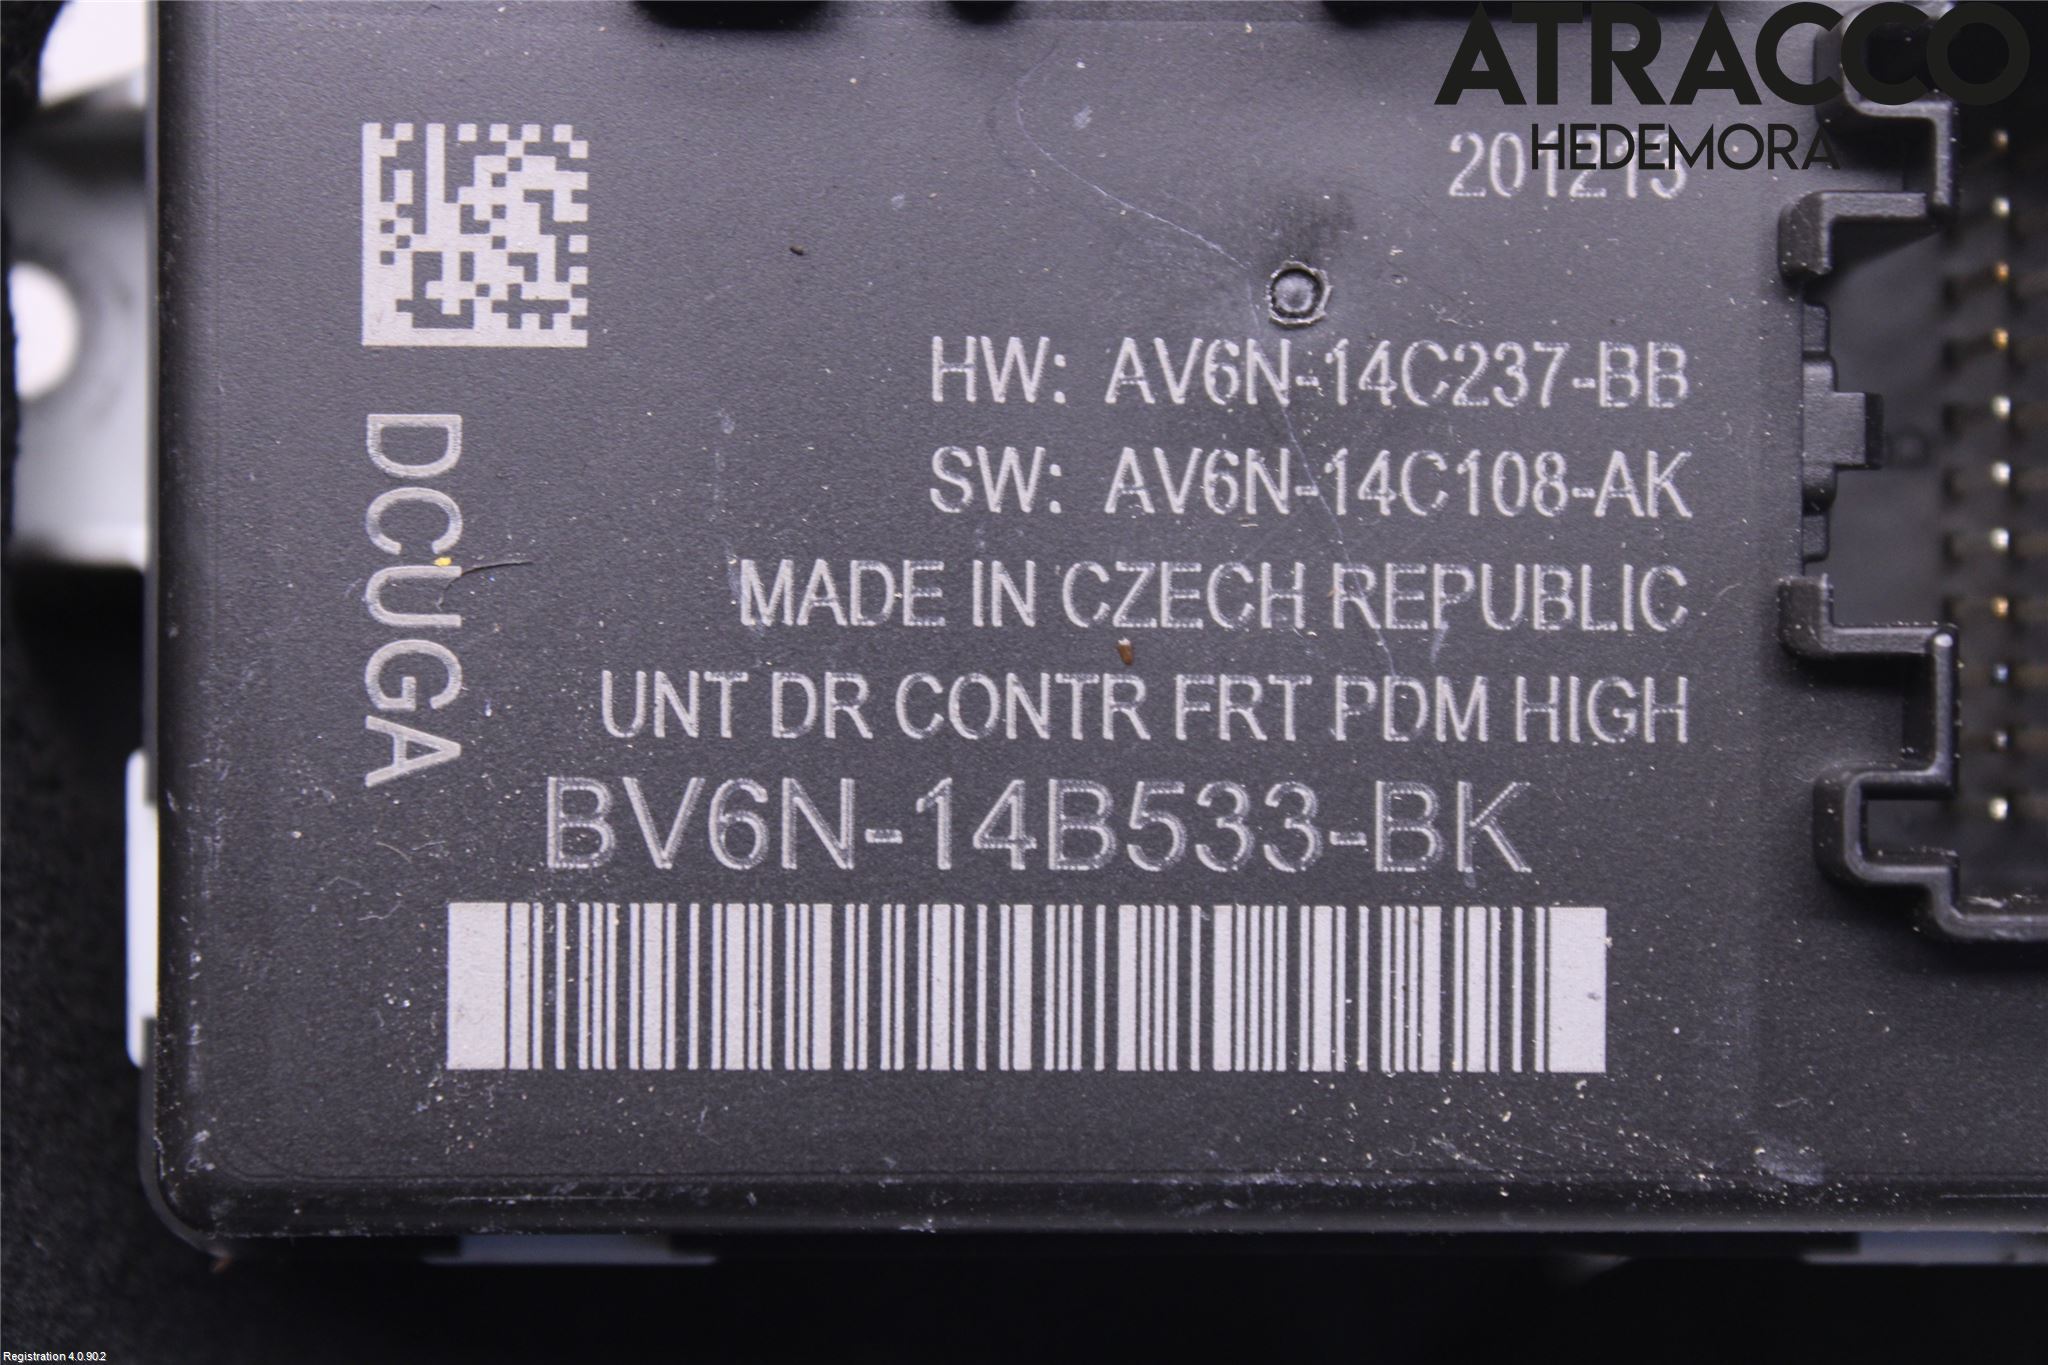 ATRACCO
HEDEMORA
HW: AV6N-14C237-BB
SW: AV6N-14C108-AK
MADE IN CZECH REPUBLIC
UNT DR CONTR FRT PDM HIGH
BV6N-14B533-BK
DCUGA
Registration 4.0.90.2